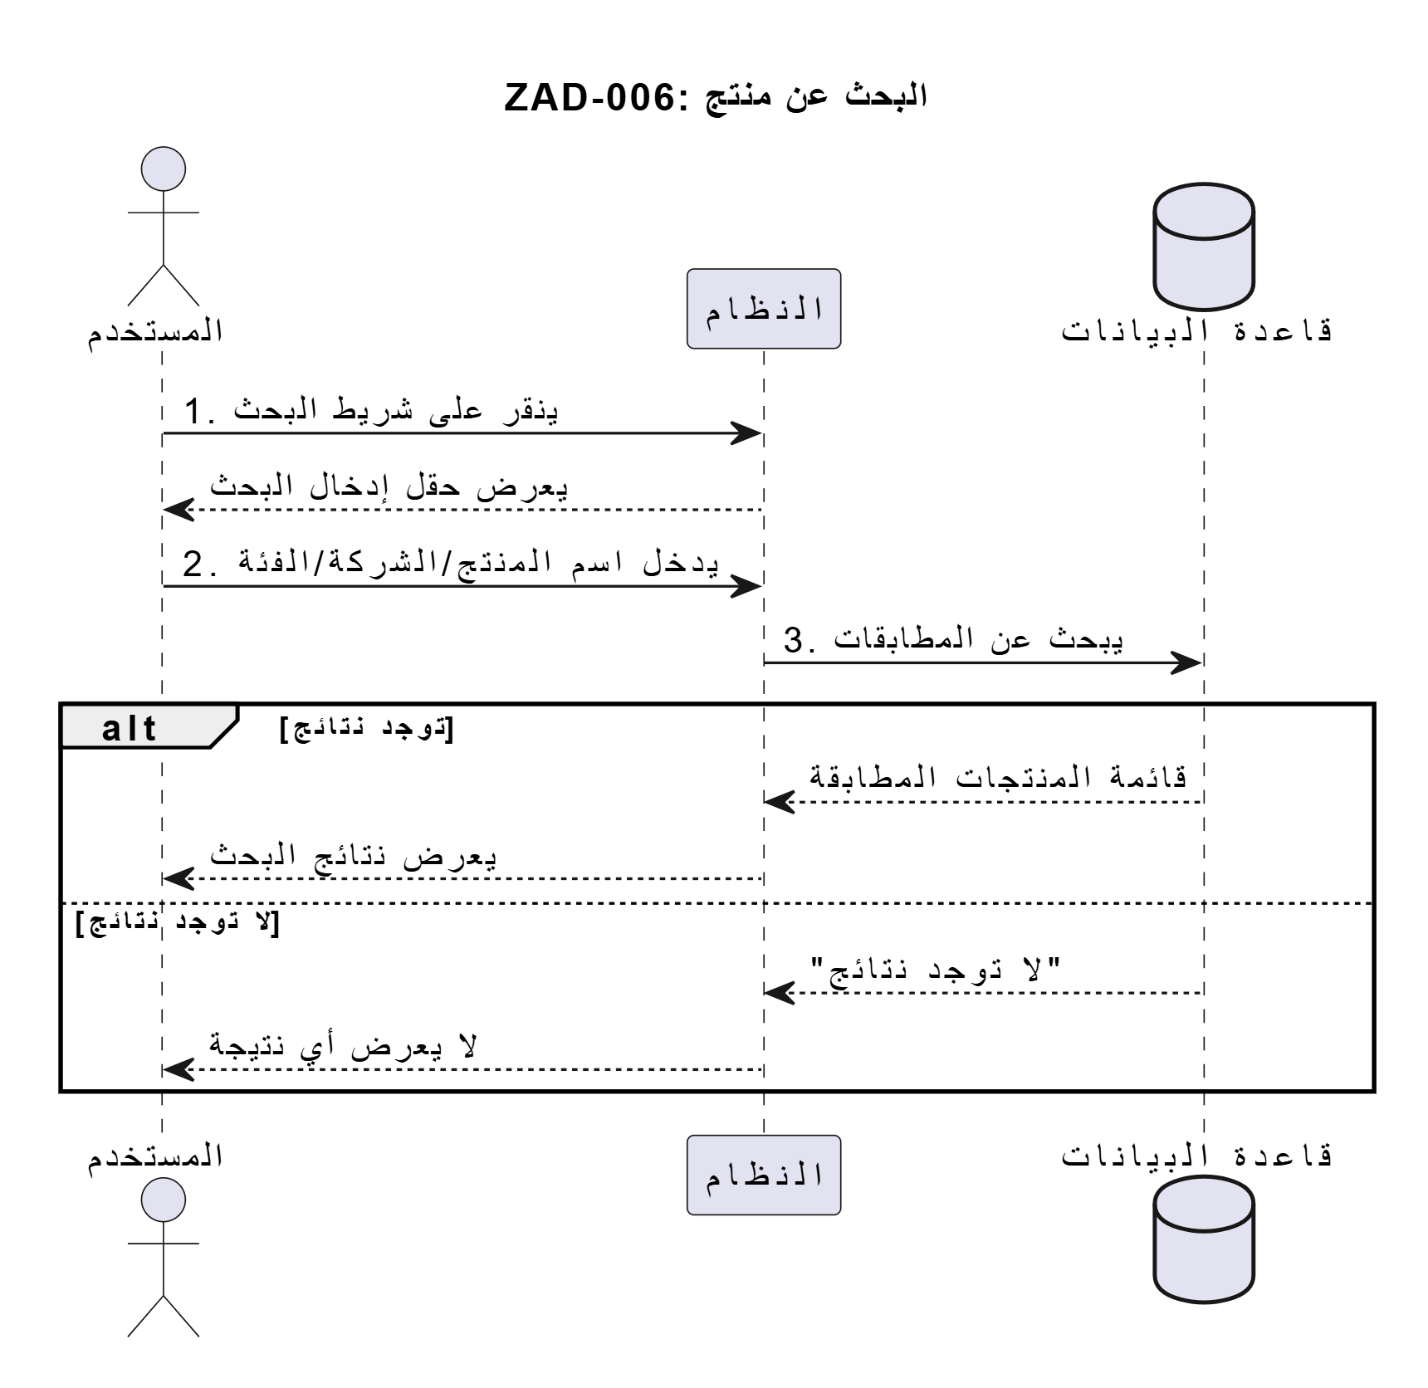 ZAD-006: البحث عن منتج
المستخدم
النظام
قاعدة البيانات
1. ينقر على شريط البحث
يعرض حقل إدخال البحث
2. يدخل اسم المنتج/الشركة/الفئة
3. يبحث عن المطابقات
alt
[توجد نتائج]
قائمة المنتجات المطابقة
يعرض نتائج البحث
[لا توجد نتائج]
"لا توجد نتائج"
لا يعرض أي نتيجة
المستخدم
النظام
قاعدة البيانات